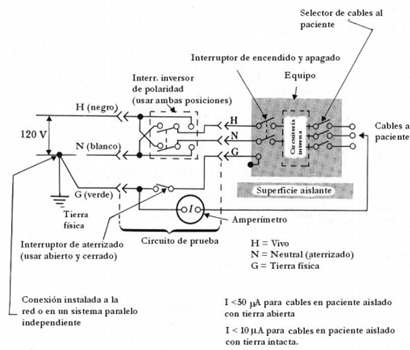 Selector de cables al
paciente
Interruptor de encendido y apagado
Interr. inversor
de polaridad
(usar ambas posiciones)
Equipo
H (negro)
H
120 V
N
Circuitería
interna
Cables a
paciente
N (blanco)
G
G (verde)
Superficie aislante
Tierra
física
I
Amperímetro
Interruptor de aterrizado
(usar abierto y cerrado)
Circuito de prueba
H = Vivo
N = Neutral (aterrizado)
G = Tierra física
Conexión instalada a la
red o en un sistema paralelo
independiente
I <50 µA para cables en paciente aislado
con tierra abierta
I < 10 µA para cables en paciente aislado
con tierra intacta.